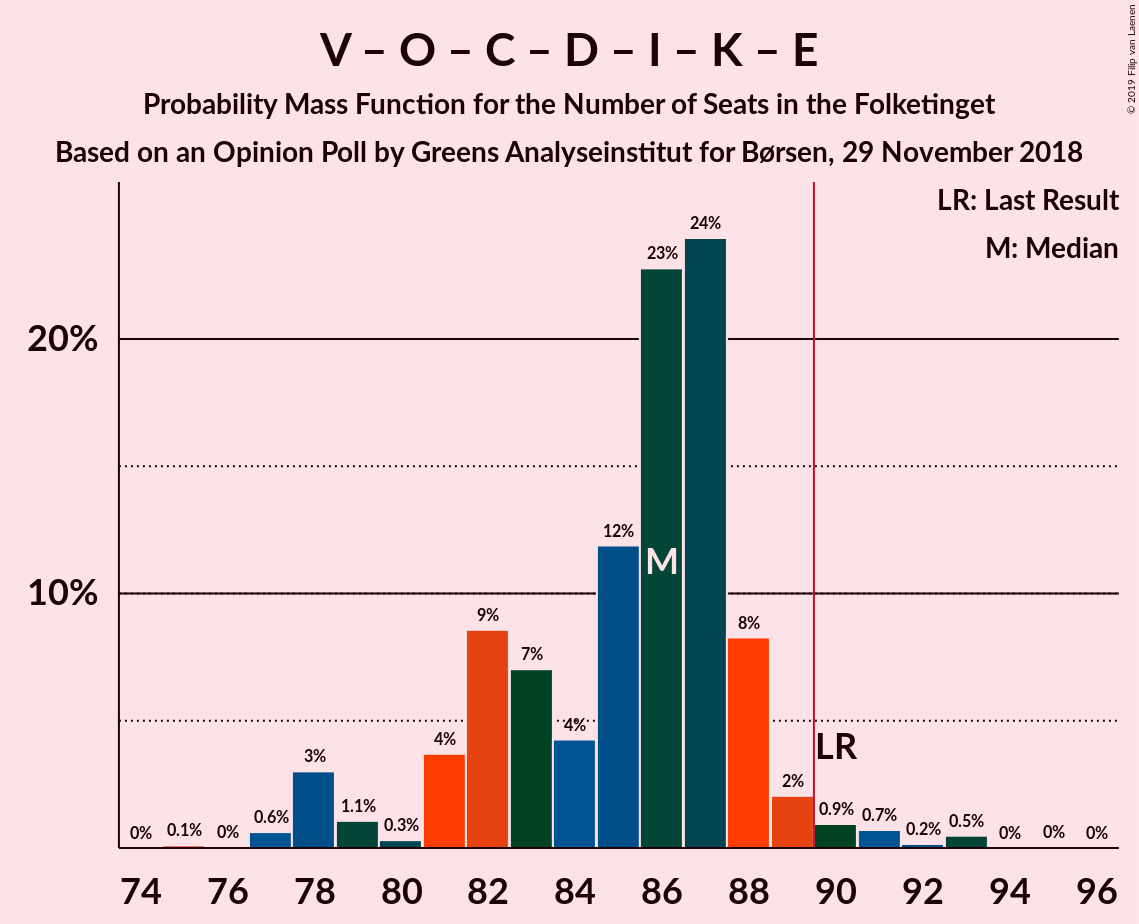 V – O – C – D – I – K – E
Probability Mass Function for the Number of Seats in the Folketinget
Based on an Opinion Poll by Greens Analyseinstitut for Børsen, 29 November 2018
© 2019 Filip van Laenen
LR: Last Result
M: Median
20%
10%
0% 0.1% 0% 0.6% 3% 1.1% 0.3% 4% 9% 7% 4% 12% 23% 24% 8% 2% 0.9% 0.7% 0.2% 0.5% 0% 0% 0%
M
LR
74 76 78 80 82 84 86 88 90 92 94 96